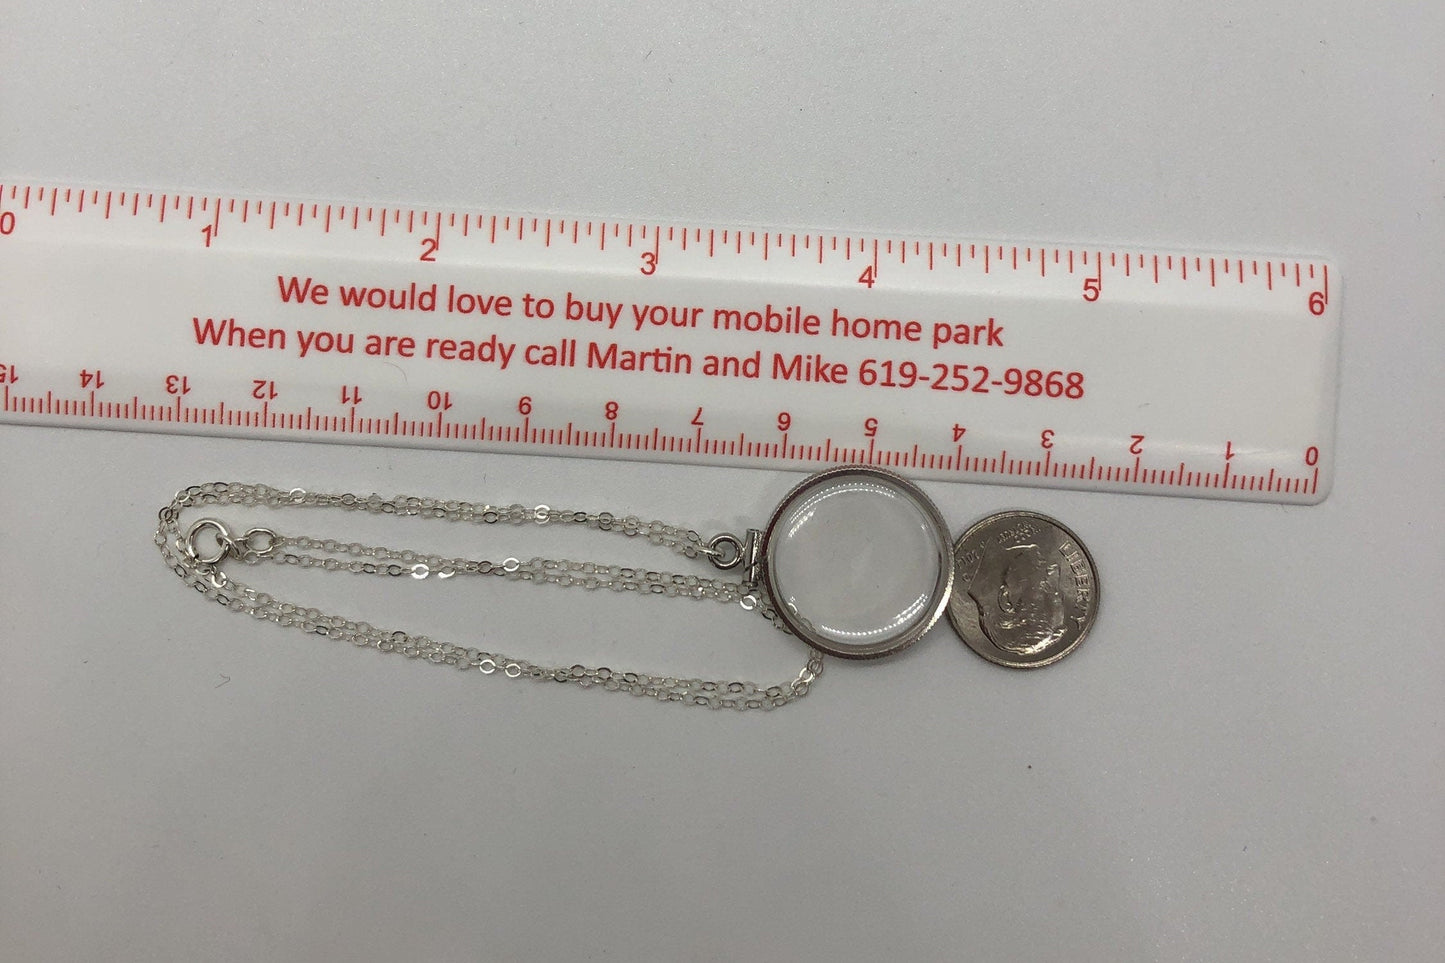 0 1 2 3 4 5 6
We would love to buy your mobile home park
When you are ready call Martin and Mike 619-252-9868
15 14 13 12 11 10 9 8 7 6 5 4 3 2 1 0
LIBERTY